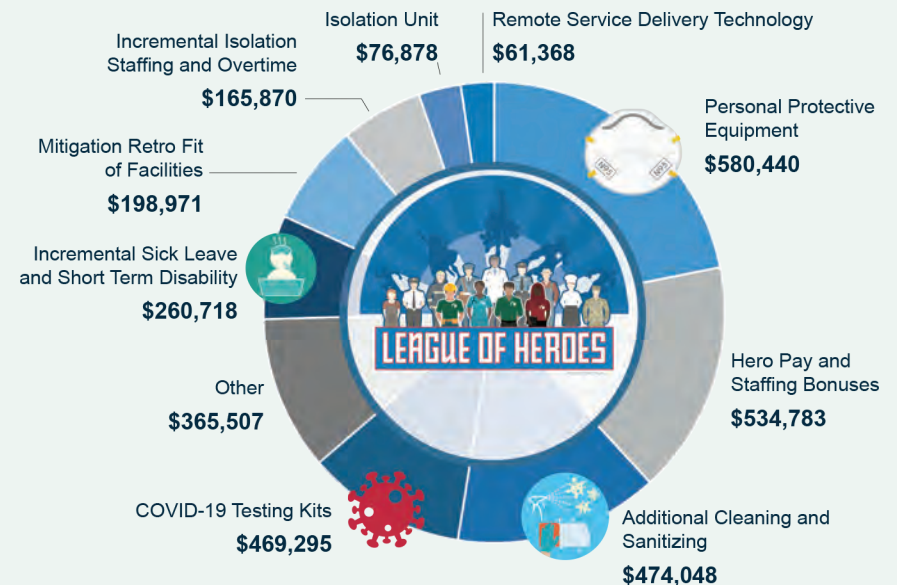 Isolation Unit
$76,878
Remote Service Delivery Technology
$61,368
Incremental Isolation
Staffing and Overtime
$165,870
Personal Protective
Equipment
$580,440
N95
N95
Mitigation Retro Fit
of Facilities
$198,971
Incremental Sick Leave
and Short Term Disability
$260,718
LEAGUE OF HEROES
Hero Pay and
Staffing Bonuses
$534,783
Other
$365,507
COVID-19 Testing Kits
$469,295
Additional Cleaning and
Sanitizing
$474,048